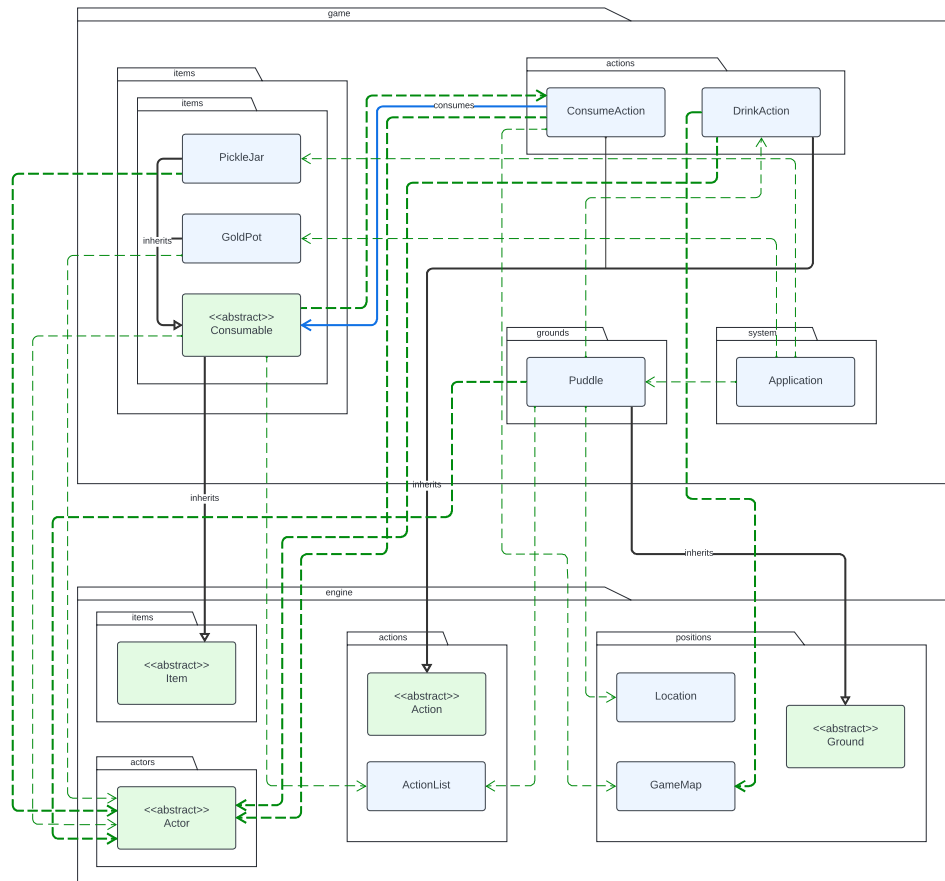 game
items
actions
items
ConsumeAction
DrinkAction
consumes
PickleJar
GoldPot
inherits
<<abstract>>
Consumable
grounds
system
Puddle
Application
inherits
inherits
inherits
engine
items
actions
positions
<<abstract>>
Item
<<abstract>>
Action
Location
<<abstract>>
Ground
actors
ActionList
GameMap
<<abstract>>
Actor